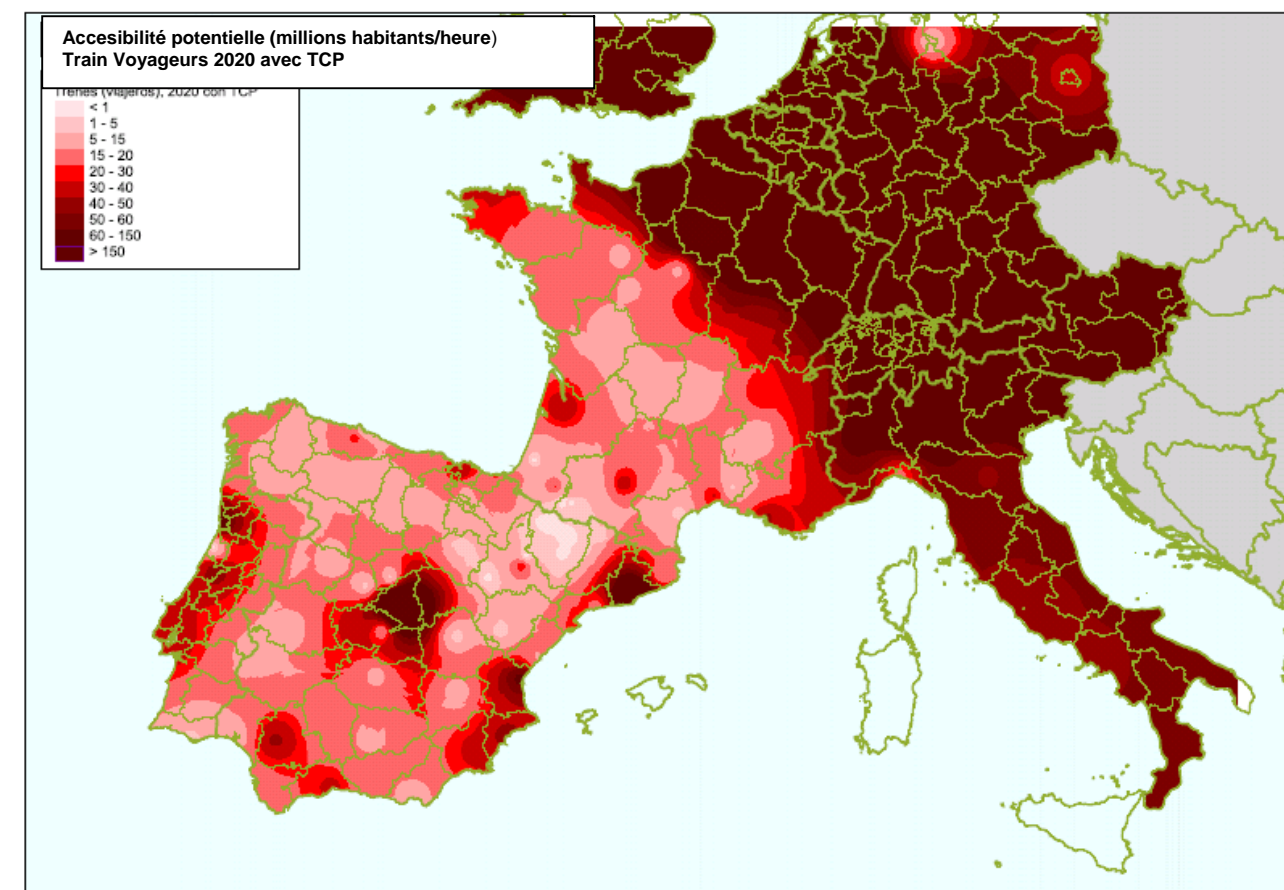 Accesibilité potentielle (millions habitants/heure)
Train Voyageurs 2020 avec TCP
Trenes (viajeros), 2020 con TCP
< 1
1 - 5
5 - 15
15 - 20
20 - 30
30 - 40
40 - 50
50 - 60
60 - 150
> 150